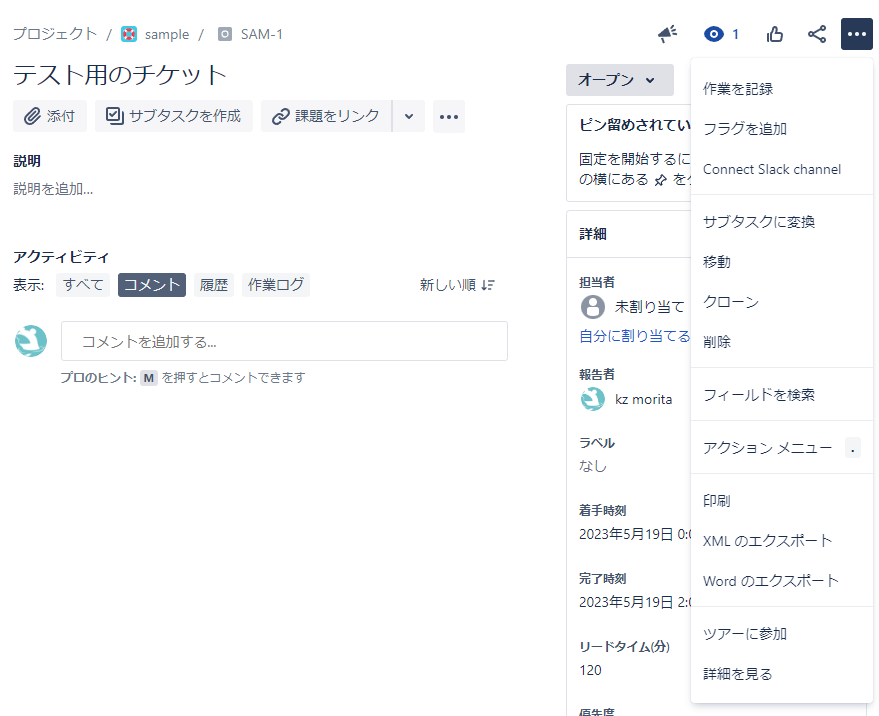 プロジェクト / sample / SAM-1
1
テスト用のチケット
添付
サブタスクを作成
課題をリンク
説明
説明を追加...
アクティビティ
表示:
すべて
コメント
履歴
作業ログ
新しい順
コメントを追加する...
プロのヒント: M を押すとコメントできます
オープン
ピン留めされてい
固定を開始するに
の横にある
を
詳細
担当者
未割り当て
自分に割り当てる
報告者
kz morita
ラベル
なし
着手時刻
2023年5月19日 0:0
完了時刻
2023年5月19日 2:0
リードタイム(分)
120
優先度
作業を記録
フラグを追加
Connect Slack channel
サブタスクに変換
移動
クローン
削除
フィールドを検索
アクション メニュー .
印刷
XML のエクスポート
Word のエクスポート
ツアーに参加
詳細を見る